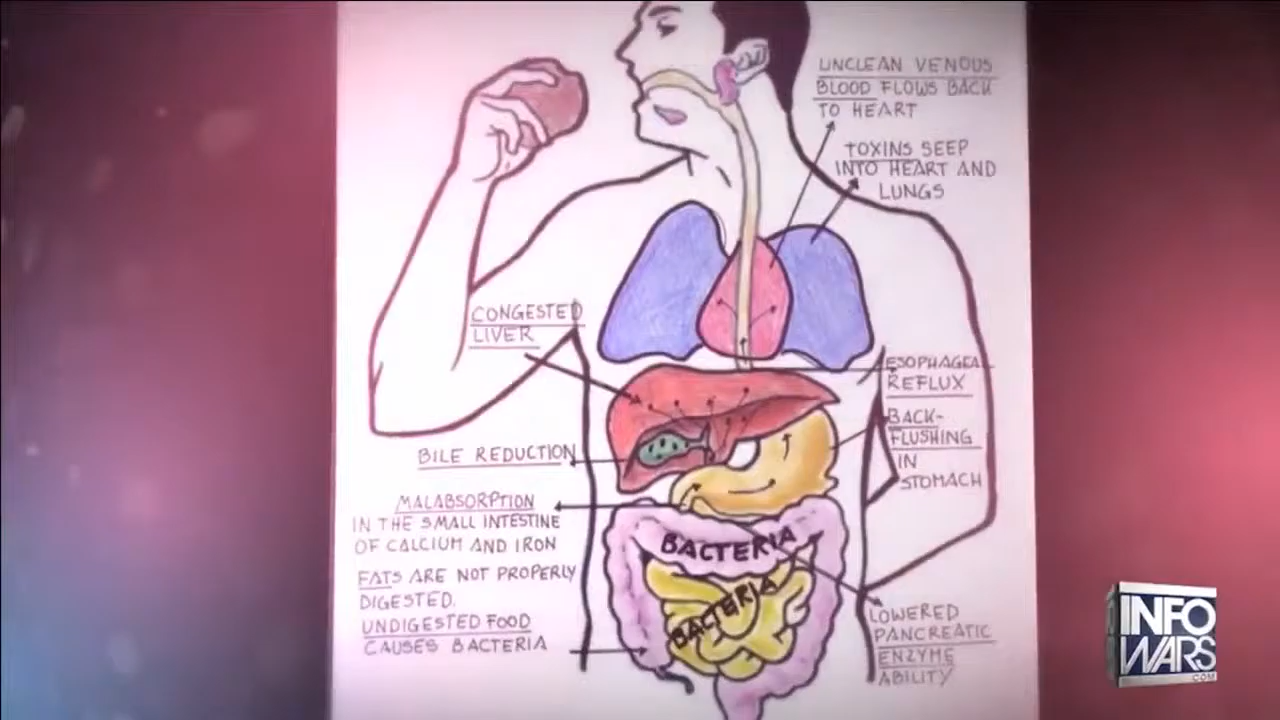 UNCLEAN VENOUS
BLOOD FLOWS BACK
TO HEART
TOXINS SEEP
INTO HEART AND
LUNGS
CONGESTED
LIVER
ESOPHAGEA
REFLUX
BACK-
FLUSHING
IN
STOMACH
BILE REDUCTION
MALABSORPTION
IN THE SMALL INTESTINE
OF CALCIUM AND IRON
FATS ARE NOT PROPERLY
DIGESTED.
UNDIGESTED FOOD
CAUSES BACTERIA
BACTERIA
BACTERIA
LOWERED
PANCREATIC
ENZYME
ABILITY
INFO
WARS
.COM